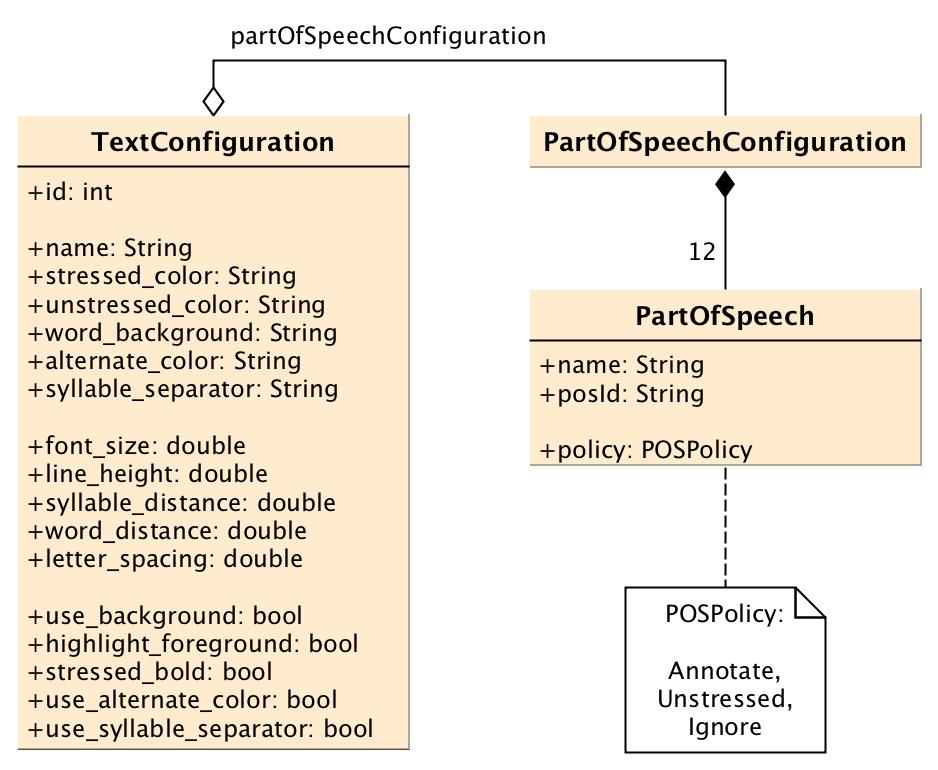 partOfSpeechConfiguration
TextConfiguration
+id: int
+name: String
+stressed_color: String
+unstressed_color: String
+word_background: String
+alternate_color: String
+syllable_separator: String
+font_size: double
+line_height: double
+syllable_distance: double
+word_distance: double
+letter_spacing: double
+use_background: bool
+highlight_foreground: bool
+stressed_bold: bool
+use_alternate_color: bool
+use_syllable_separator: bool
PartOfSpeechConfiguration
12
PartOfSpeech
+name: String
+posId: String
+policy: POSPolicy
POSPolicy:
Annotate,
Unstressed,
Ignore